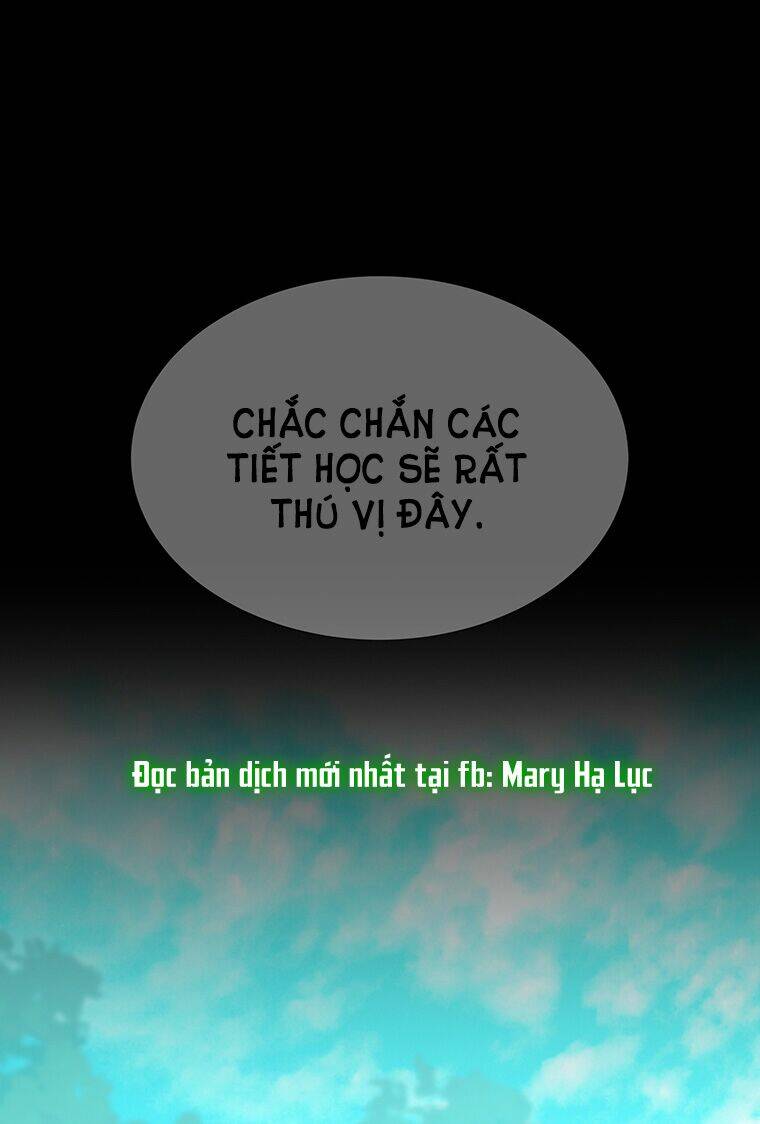 CHẮC CHẮN CÁC
TIẾT HỌC SẼ RẤT
THÚ VỊ ĐÂY.
Đọc bản dịch mới nhất tại fb: Mary Hạ Lục